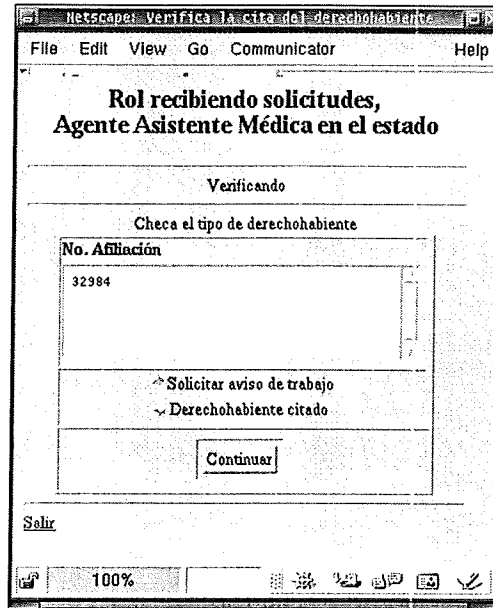 Netscape: Verifica la cita del derechohabiente
File Edit View Go Communicator Help
Rol recibiendo solicitudes,
Agente Asistente Médica en el estado
Verificando
Checa el tipo de derechohabiente
No. Afiliación
32984
Solicitar aviso de trabajo
Derechohabiente citado
Continuar
Salir
100%